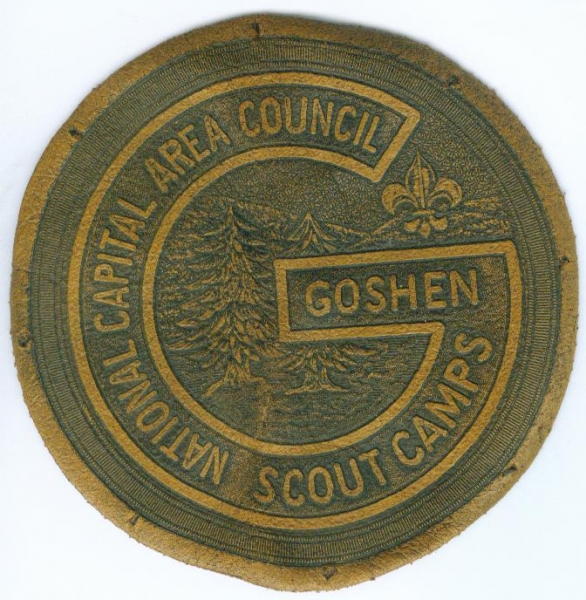 NATIONAL CAPITAL AREA COUNCIL
GOSHEN
SCOUT CAMPS